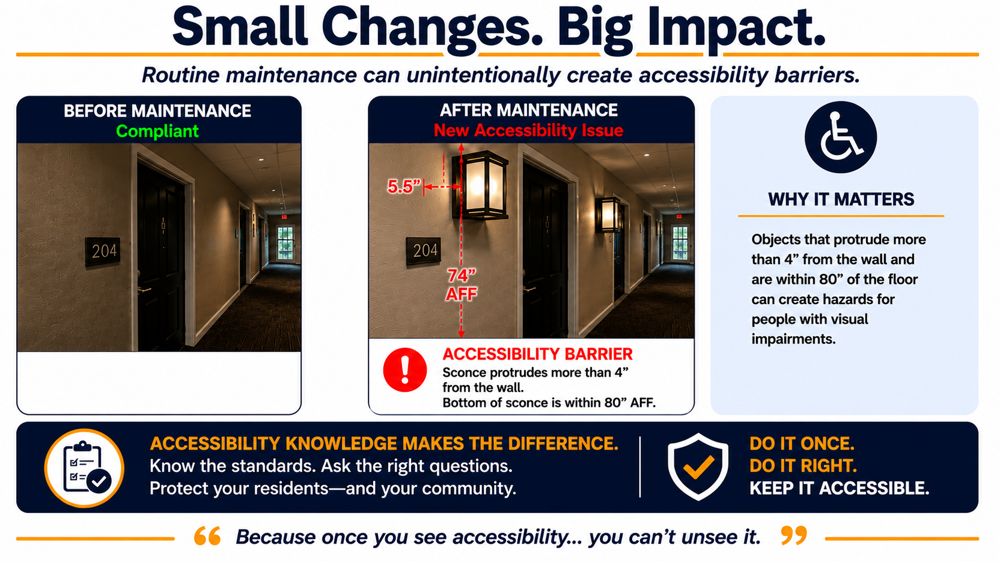 Small Changes. Big Impact.
Routine maintenance can unintentionally create accessibility barriers.
BEFORE MAINTENANCE
Compliant
204
AFTER MAINTENANCE
New Accessibility Issue
5.5”
204
74”
AFF
ACCESSIBILITY BARRIER
Sconce protrudes more than 4”
from the wall.
Bottom of sconce is within 80” AFF.
WHY IT MATTERS
Objects that protrude more
than 4” from the wall and
are within 80” of the floor
can create hazards for
people with visual
impairments.
ACCESSIBILITY KNOWLEDGE MAKES THE DIFFERENCE.
Know the standards. Ask the right questions.
Protect your residents—and your community.
DO IT ONCE.
DO IT RIGHT.
KEEP IT ACCESSIBLE.
“ Because once you see accessibility... you can’t unsee it. ”